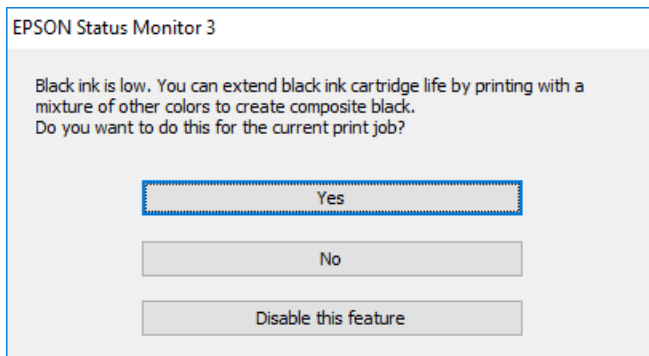 EPSON Status Monitor 3
Black ink is low. You can extend black ink cartridge life by printing with a
mixture of other colors to create composite black.
Do you want to do this for the current print job?
Yes
No
Disable this feature